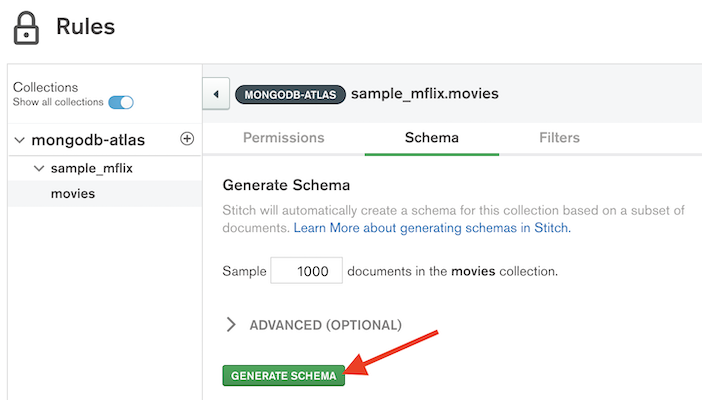 Rules
Collections
Show all collections
mongodb-atlas
sample_mflix
movies
MONGODB-ATLAS sample_mflix.movies
Permissions Schema Filters
Generate Schema
Stitch will automatically create a schema for this collection based on a subset of
documents. Learn More about generating schemas in Stitch.
Sample 1000 documents in the movies collection.
ADVANCED (OPTIONAL)
GENERATE SCHEMA